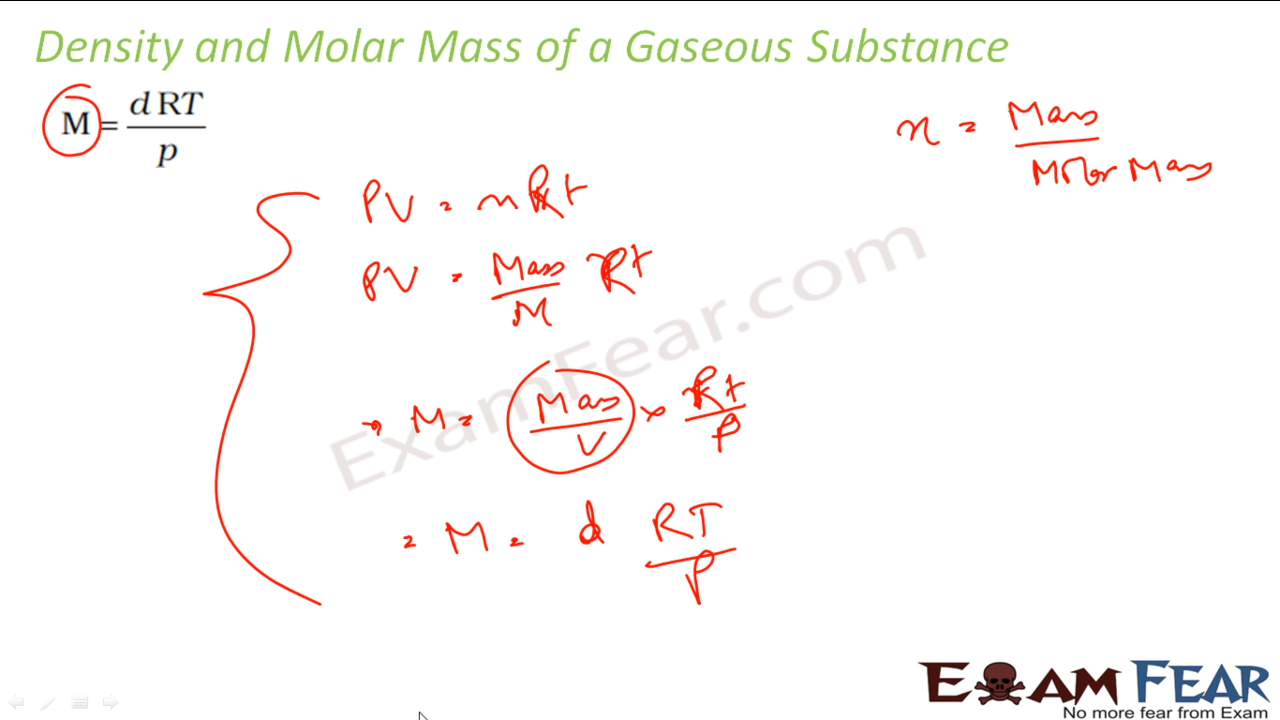 Density and Molar Mass of a Gaseous Substance
M = dRT / p
n = Mass / Molar Mass
PV = nRt
PV = Mass / M Rt
→ M = Mass / V × Rt / P
= M = d RT / P
ExamFear.com
EXAM FEAR
No more fear from Exam